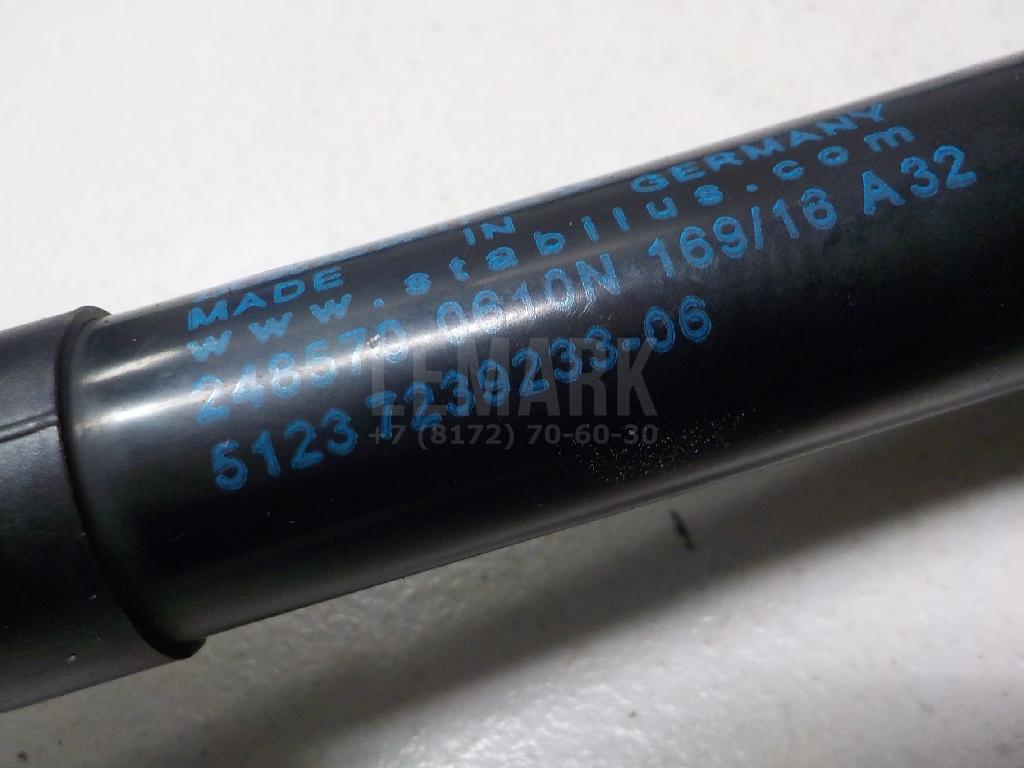 MADE IN GERMANY
www.stabilus.com
248570 0610N 169/16 A32
5123 7239233-06
LEMARK
+7 (8172) 70-60-30